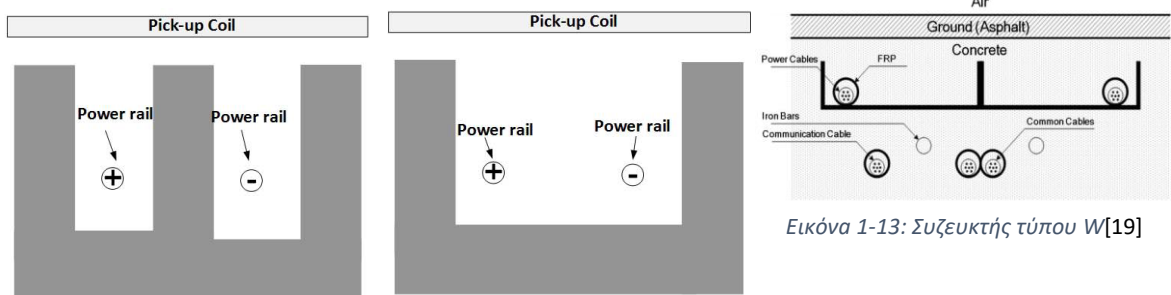 Pick-up Coil
Power rail
Power rail
+
-
Pick-up Coil
Power rail
Power rail
+
-
Air
Ground (Asphalt)
Concrete
Power Cables
FRP
Iron Bars
Communication Cable
Common Cables
Εικόνα 1-13: Συζευκτής τύπου W[19]